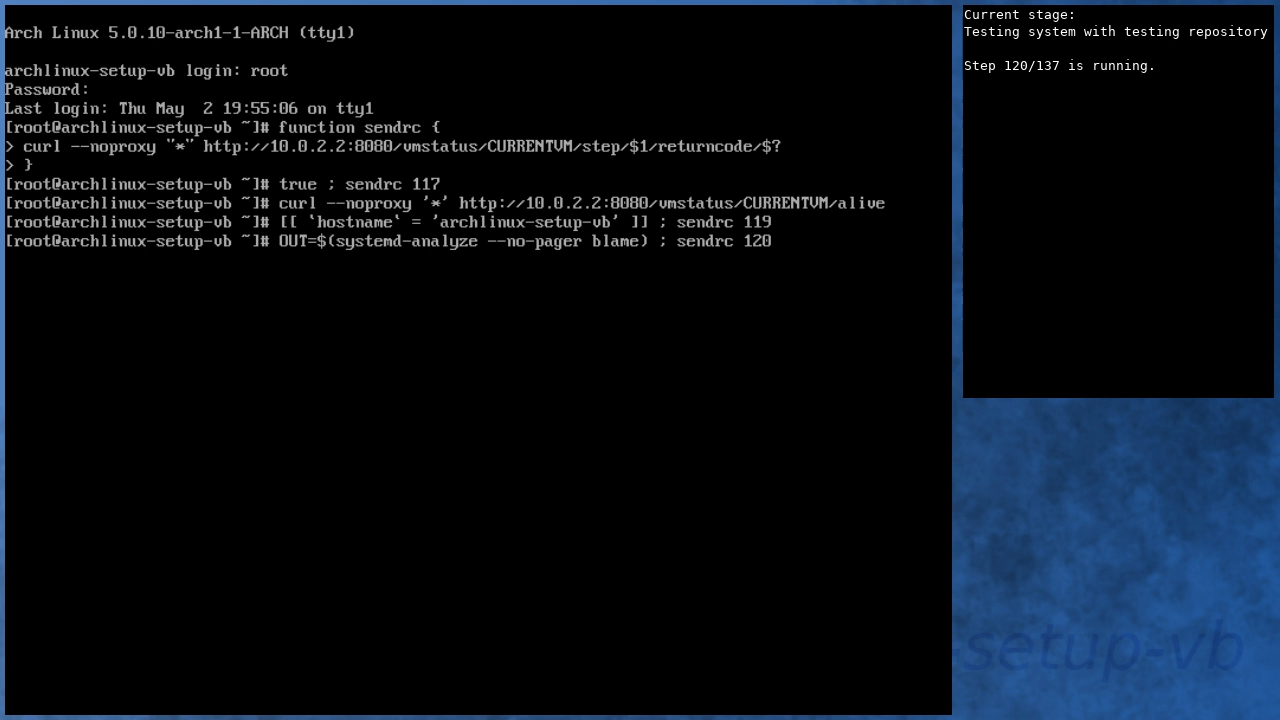 Arch Linux 5.0.10-arch1-1-ARCH (tty1)
archlinux-setup-vb login: root
Password:
Last login: Thu May  2 19:55:06 on tty1
[root@archlinux-setup-vb ~]# function sendrc {
> curl --noproxy "*" http://10.0.2.2:8080/vmstatus/CURRENTVM/step/$1/returncode/$?
> }
[root@archlinux-setup-vb ~]# true ; sendrc 117
[root@archlinux-setup-vb ~]# curl --noproxy '*' http://10.0.2.2:8080/vmstatus/CURRENTVM/alive
[root@archlinux-setup-vb ~]# [[ `hostname` = 'archlinux-setup-vb' ]] ; sendrc 119
[root@archlinux-setup-vb ~]# OUT=$(systemd-analyze --no-pager blame) ; sendrc 120
Current stage:
Testing system with testing repository
Step 120/137 is running.
-setup-vb